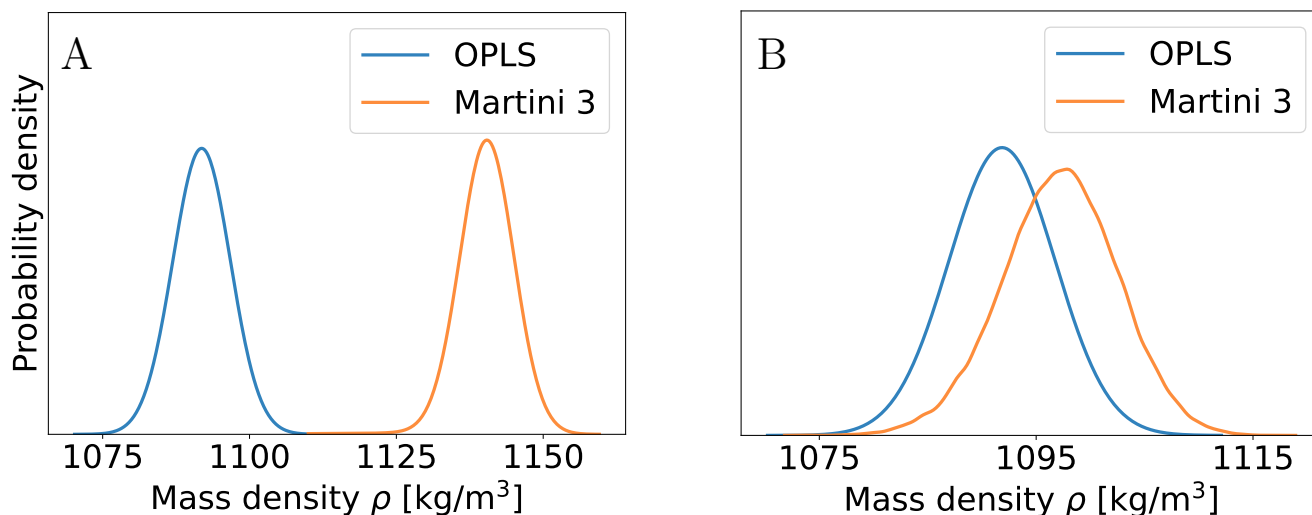 A
OPLS
Martini 3
Probability density
1075 1100 1125 1150
Mass density ρ [kg/m³]
B
OPLS
Martini 3
1075 1095 1115
Mass density ρ [kg/m³]